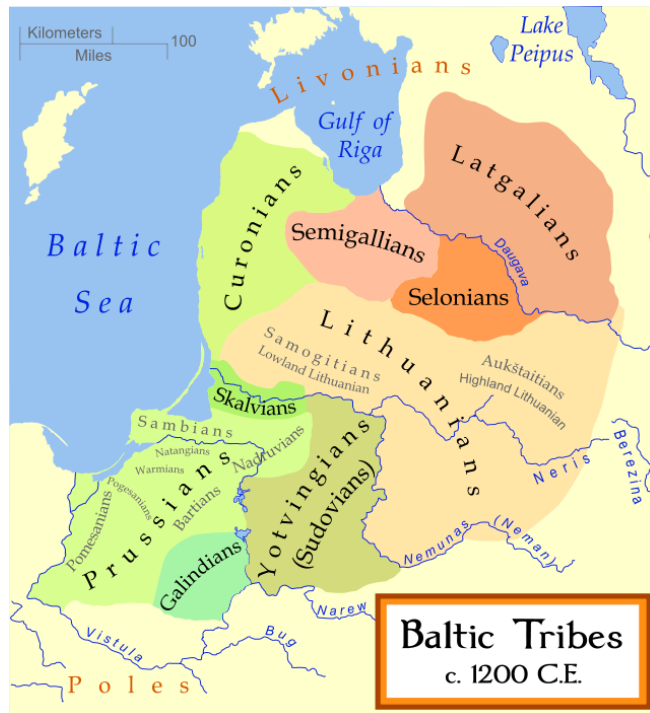 Kilometers
100
Miles
Lake
Peipus
Livonians
Gulf of
Riga
Latgalians
Curonians
Baltic
Sea
Semigallians
Daugava
Selonians
Lithuanians
Samogitians
Lowland Lithuanian
Aukštaitians
Highland Lithuanian
Skalvians
Sambians
Natangians
Nadruvians
Warmians
Pogesanians
Bartians
Pomesanians
Prussians
Yotvingians
(Sudovians)
Neris
Berezina
Nemunas (Neman)
Galindians
Narew
Bug
Vistula
Poles
Baltic Tribes
c. 1200 C.E.